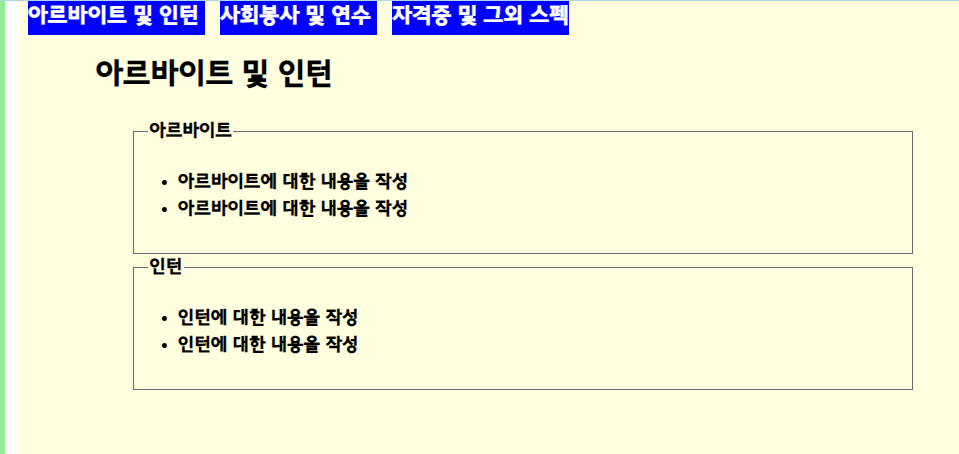 아르바이트 및 인턴 사회봉사 및 연수 자격증 및 그외 스펙
아르바이트 및 인턴
아르바이트
아르바이트에 대한 내용을 작성
아르바이트에 대한 내용을 작성
인턴
인턴에 대한 내용을 작성
인턴에 대한 내용을 작성